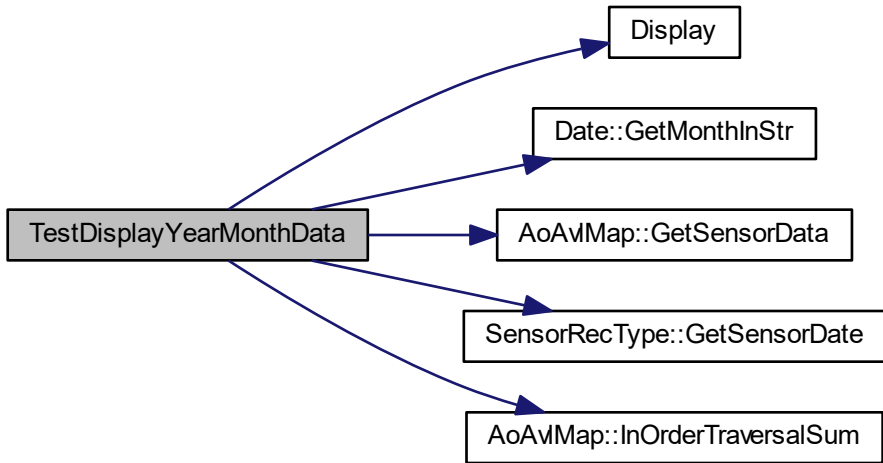 Display
Date::GetMonthInStr
TestDisplayYearMonthData
AoAvlMap::GetSensorData
SensorRecType::GetSensorDate
AoAvlMap::InOrderTraversalSum